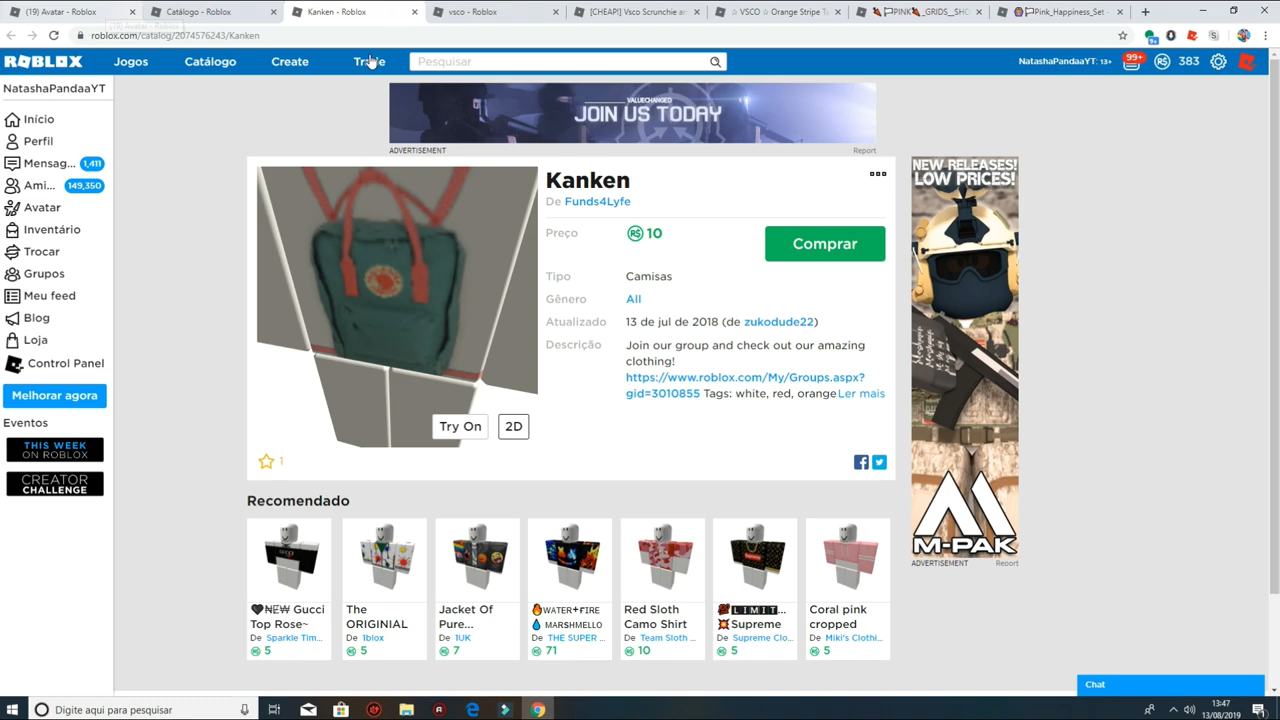 (19) Avatar - Roblox
Catálogo - Roblox
Kanken - Roblox
vsco - Roblox
[CHEAP!] Vsco Scrunchie an
☆ VSCO ☆ Orange Stripe T
PINK
_GRIDS__SHO
Pink_Happiness_Set -
roblox.com/catalog/2074576243/Kanken
ROBLOX
Jogos
Catálogo
Create
Trade
Pesquisar
NatashaPandaaYT: 13+
99+
383
NatashaPandaaYT
Início
Perfil
Mensag... 1,411
Ami... 149,350
Avatar
Inventário
Trocar
Grupos
Meu feed
Blog
Loja
Control Panel
Melhorar agora
Eventos
THIS WEEK
ON ROBLOX
CREATOR
CHALLENGE
VALUECHANGED
JOIN US TODAY
ADVERTISEMENT
Report
Kanken
De Funds4Lyfe
Preço
R$ 10
Comprar
Tipo
Camisas
Gênero
All
Atualizado
13 de jul de 2018 (de zukodude22)
Descrição
Join our group and check out our amazing
clothing!
https://www.roblox.com/My/Groups.aspx?
gid=3010855 Tags: white, red, orange Ler mais
Try On
2D
1
NEW RELEASES!
LOW PRICES!
M-PAK
ADVERTISEMENT
Report
Recomendado
🖤₦E₩ Gucci
Top Rose~
De Sparkle Tim...
5
The
ORIGINIAL
De 1blox
5
Jacket Of
Pure...
De 1UK
7
🔥WATER+FIRE
💧 MARSHMELLO
De THE SUPER ...
71
Red Sloth
Camo Shirt
De Team Sloth ...
10
LIMIT...
💥Supreme
De Supreme Clo...
5
Coral pink
cropped
De Miki's Clothi...
5
Chat
Digite aqui para pesquisar
13:47
13/08/2019